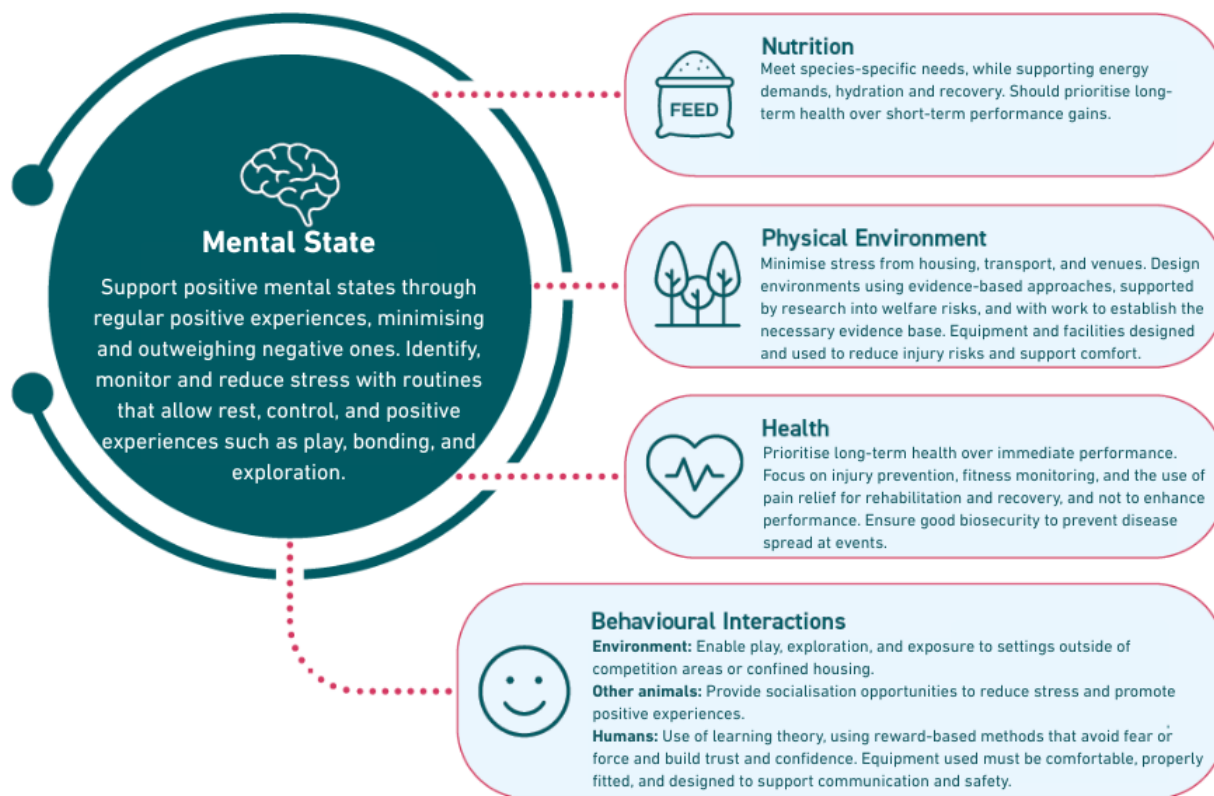 Mental State
Support positive mental states through
regular positive experiences, minimising
and outweighing negative ones. Identify,
monitor and reduce stress with routines
that allow rest, control, and positive
experiences such as play, bonding, and
exploration.
FEED
Nutrition
Meet species-specific needs, while supporting energy
demands, hydration and recovery. Should prioritise long-
term health over short-term performance gains.
Physical Environment
Minimise stress from housing, transport, and venues. Design
environments using evidence-based approaches, supported
by research into welfare risks, and with work to establish the
necessary evidence base. Equipment and facilities designed
and used to reduce injury risks and support comfort.
Health
Prioritise long-term health over immediate performance.
Focus on injury prevention, fitness monitoring, and the use of
pain relief for rehabilitation and recovery, and not to enhance
performance. Ensure good biosecurity to prevent disease
spread at events.
Behavioural Interactions
Environment: Enable play, exploration, and exposure to settings outside of
competition areas or confined housing.
Other animals: Provide socialisation opportunities to reduce stress and promote
positive experiences.
Humans: Use of learning theory, using reward-based methods that avoid fear or
force and build trust and confidence. Equipment used must be comfortable, properly
fitted, and designed to support communication and safety.